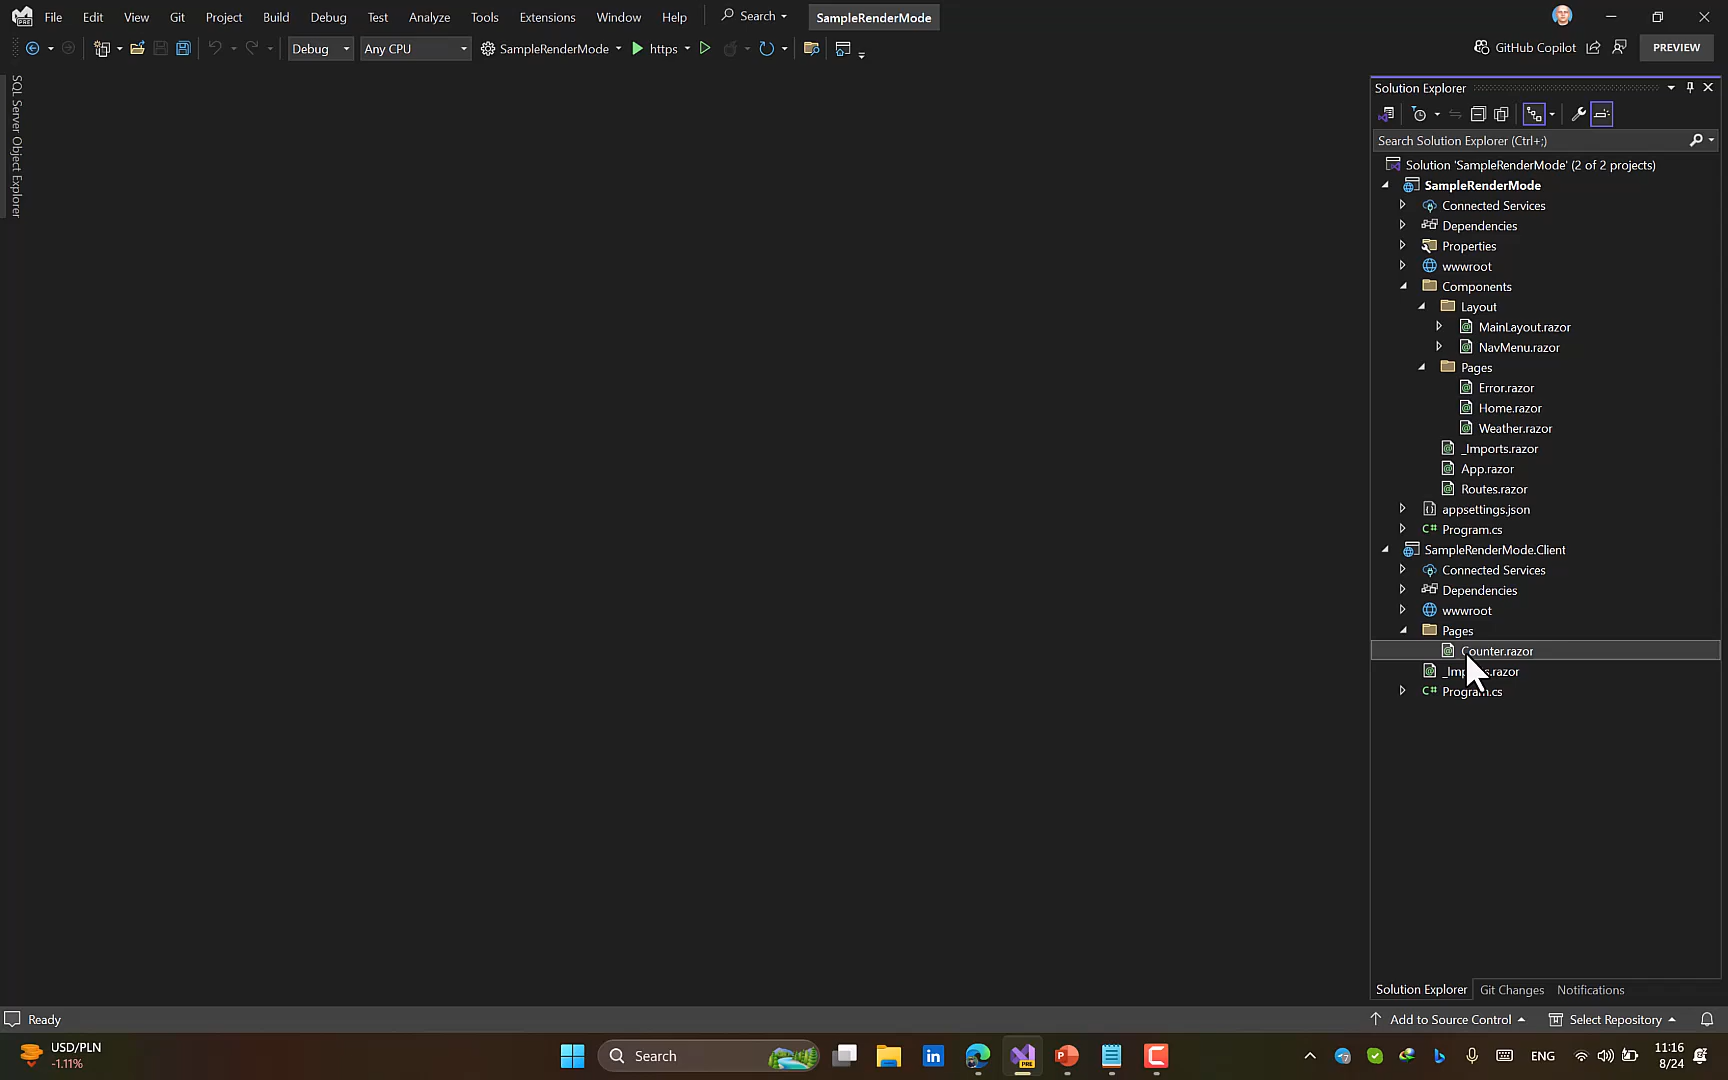 File Edit View Git Project Build Debug Test Analyze Tools Extensions Window Help Search SampleRenderMode
Debug Any CPU SampleRenderMode https GitHub Copilot PREVIEW
SQL Server Object Explorer
Solution Explorer
Search Solution Explorer (Ctrl+;)
Solution 'SampleRenderMode' (2 of 2 projects)
SampleRenderMode
Connected Services
Dependencies
Properties
wwwroot
Components
Layout
MainLayout.razor
NavMenu.razor
Pages
Error.razor
Home.razor
Weather.razor
_Imports.razor
App.razor
Routes.razor
appsettings.json
C# Program.cs
SampleRenderMode.Client
Connected Services
Dependencies
wwwroot
Pages
Counter.razor
_Imports.razor
C# Program.cs
Solution Explorer Git Changes Notifications
Ready Add to Source Control Select Repository
USD/PLN
-1.11%
Search
ENG
11:16
8/24